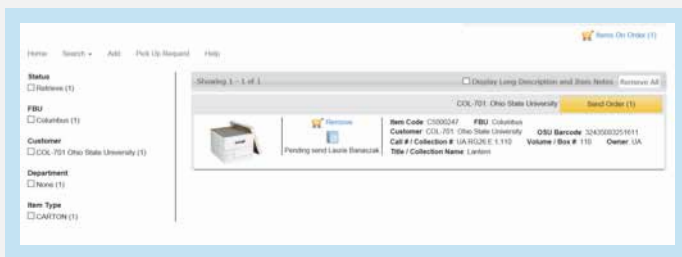 Items On Order (1)
Home Search Add Pick Up Request Help
Status
Retrieve (1)
FBU
Columbus (1)
Customer
COL-701 Ohio State University (1)
Department
None (1)
Item Type
CARTON (1)
Showing 1 - 1 of 1
Display Long Description and Item Notes Remove All
COL-701: Ohio State University Send Order (1)
Remove
Pending send Laurie Banaszak
Item Code C5000247 FBU Columbus
Customer COL-701: Ohio State University OSU Barcode 32435093251611
Call # / Collection # UA.RG26.E.1.110 Volume / Box # 110 Owner UA
Title / Collection Name Lantern